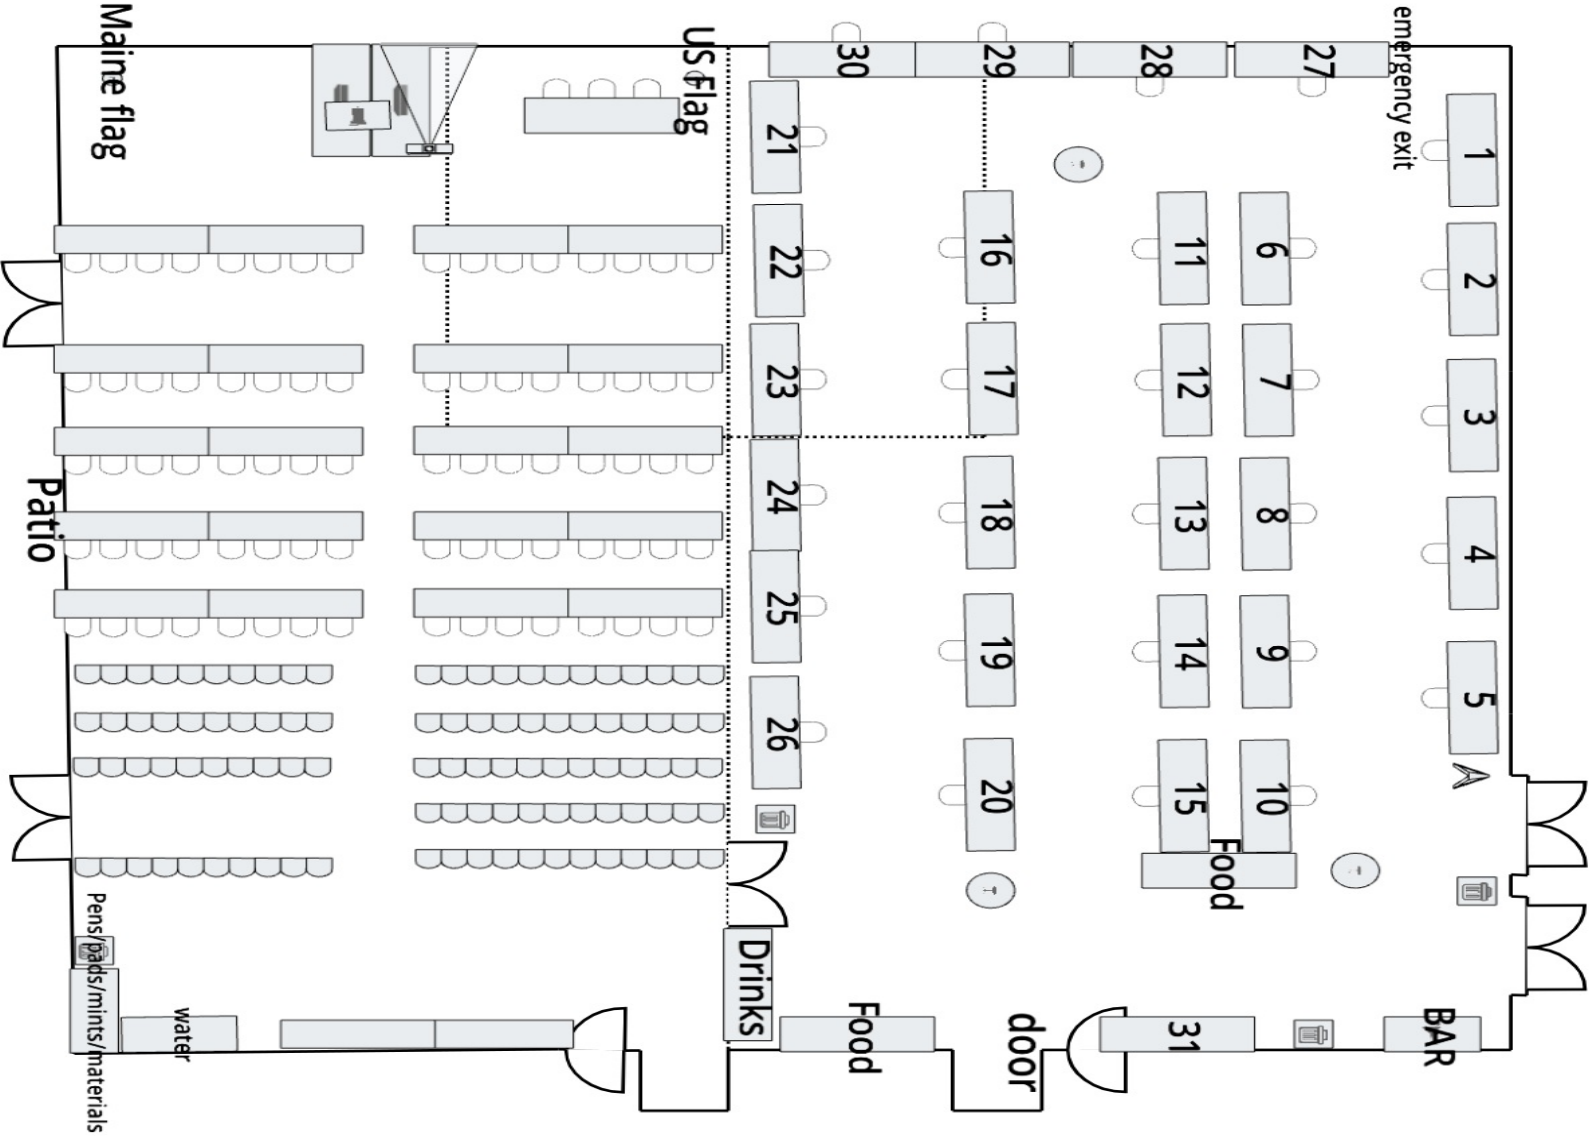 Maine flag
US Flag
emergency exit
30
29
28
27
21
1
22
16
11
6
2
23
17
12
7
3
24
18
13
8
4
25
19
14
9
5
26
20
15
10
Patio
Food
Pens/pads/mints/materials
water
Drinks
Food
door
31
BAR